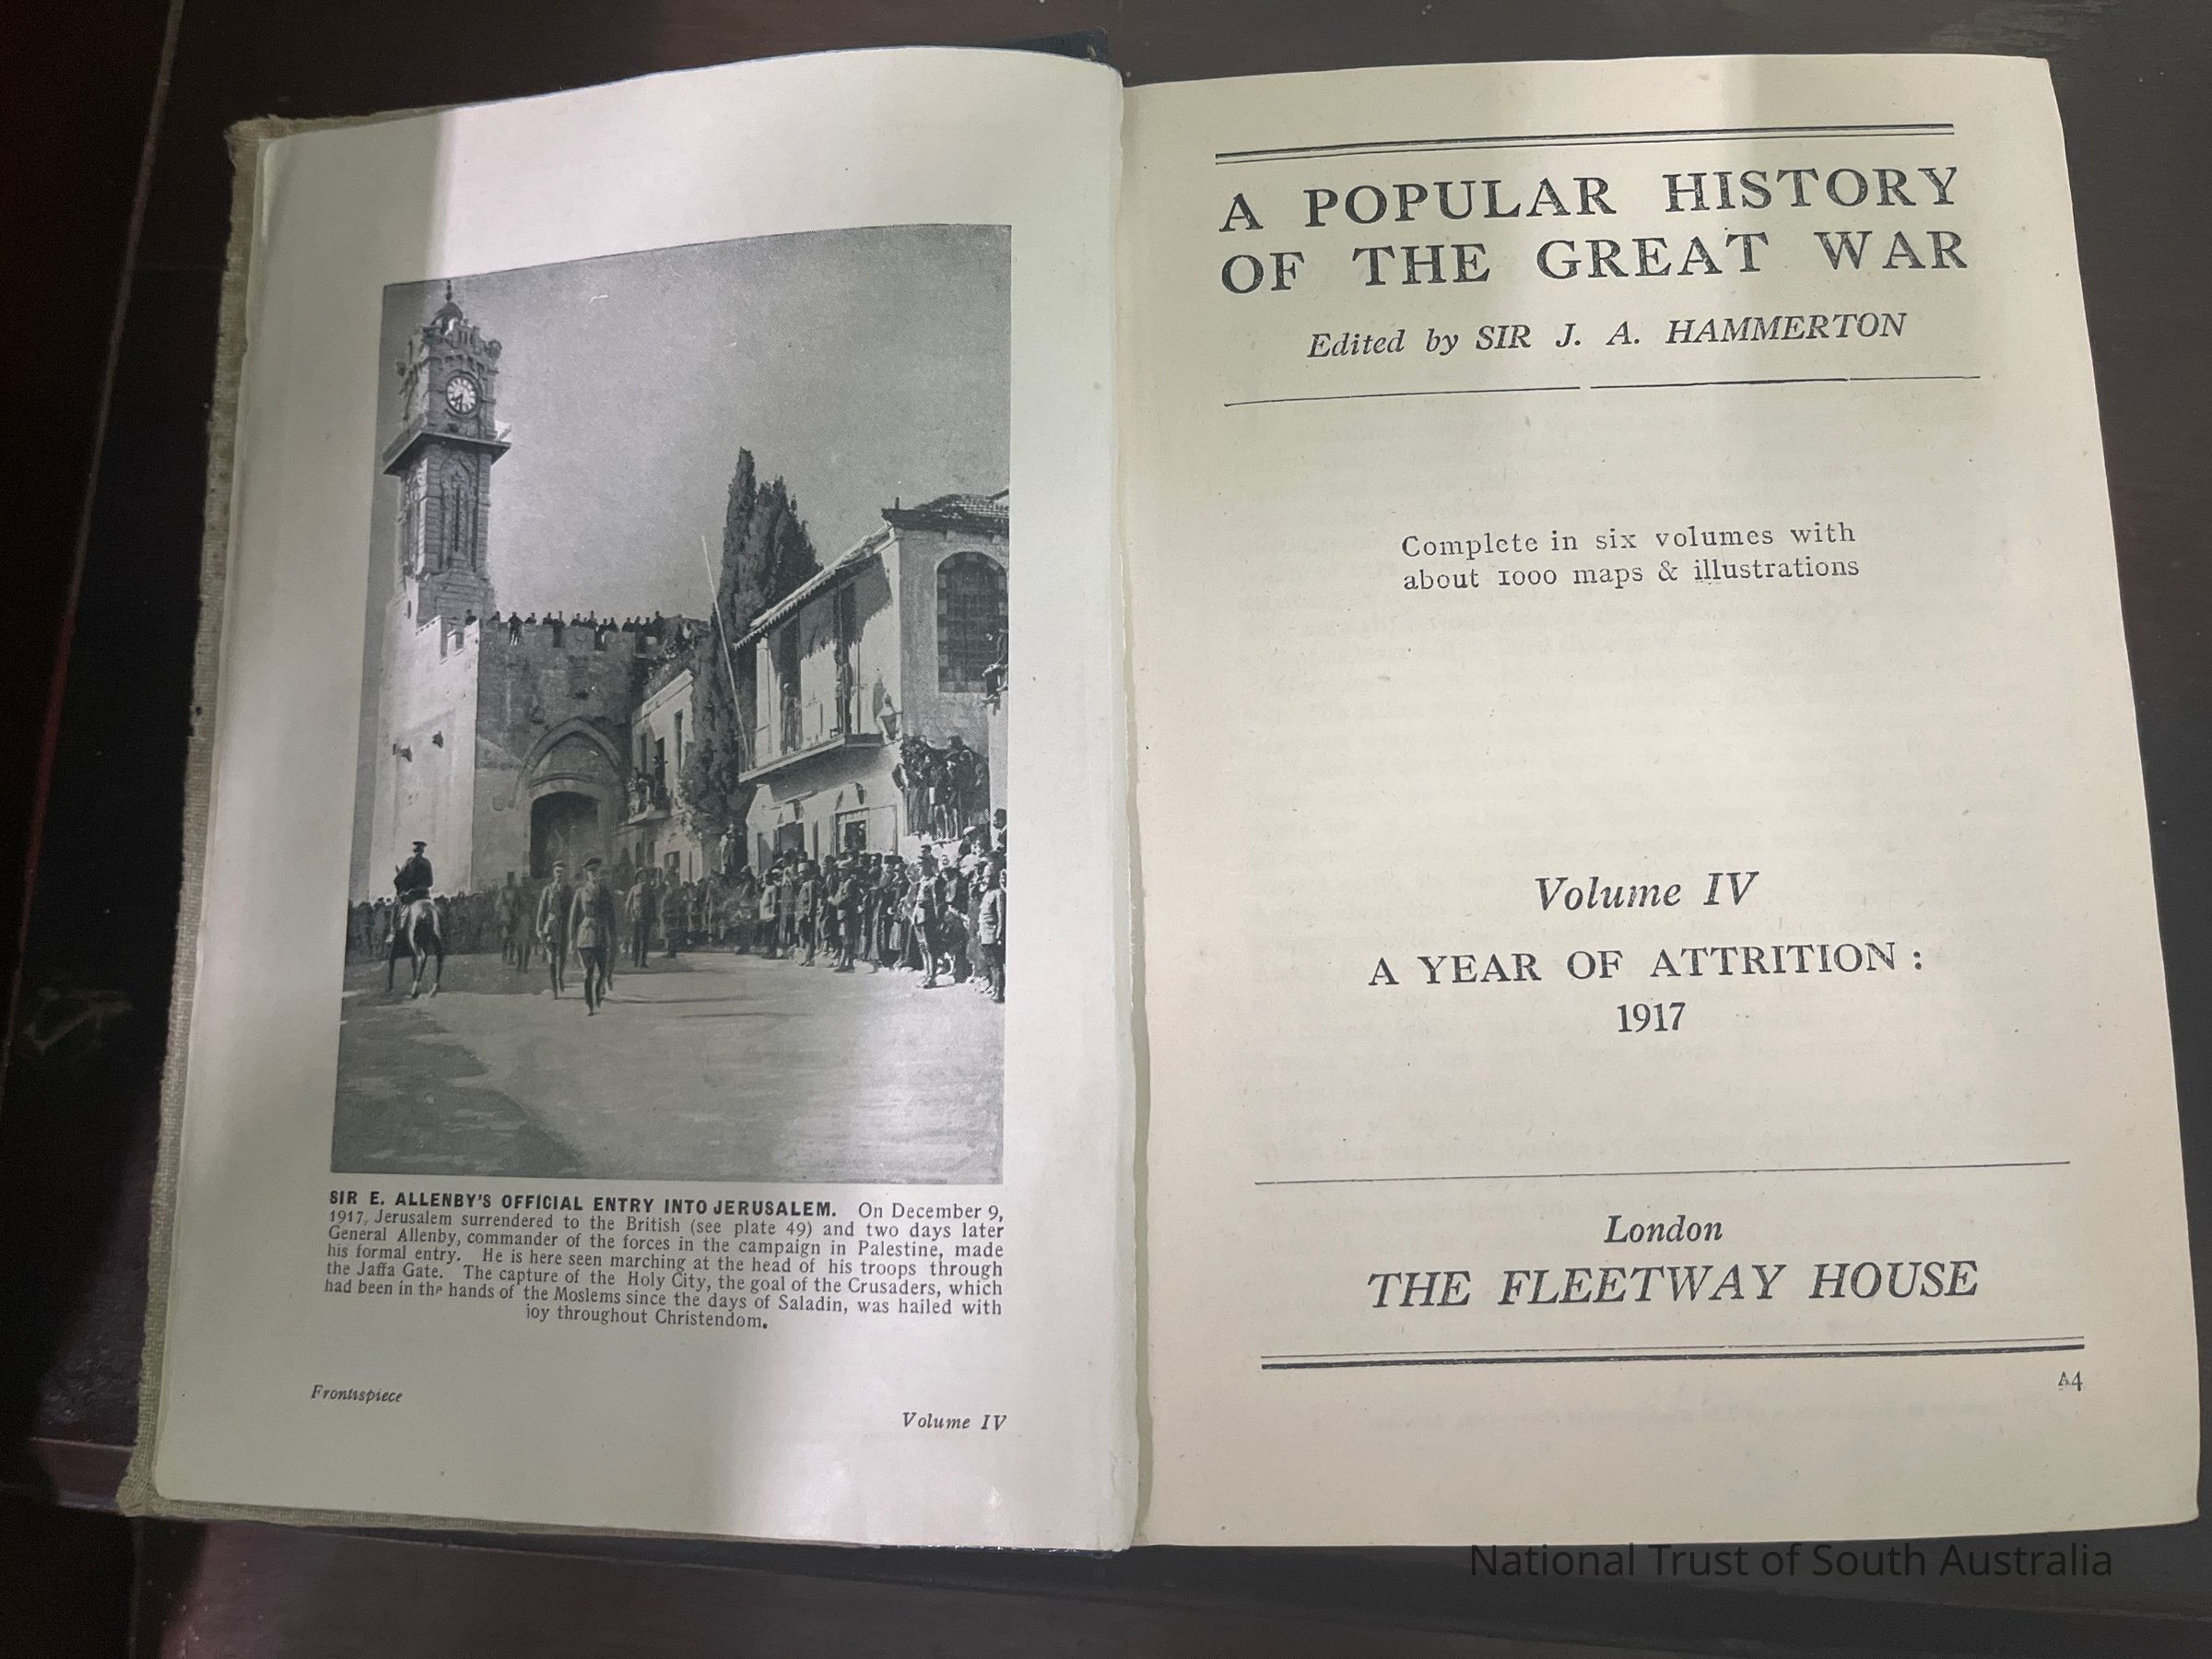 SIR E. ALLENBY'S OFFICIAL ENTRY INTO JERUSALEM. On December 9,
1917, Jerusalem surrendered to the British (see plate 49) and two days later
General Allenby, commander of the forces in the campaign in Palestine, made
his formal entry. He is here seen marching at the head of his troops through
the Jaffa Gate. The capture of the Holy City, the goal of the Crusaders, which
had been in the hands of the Moslems since the days of Saladin, was hailed with
joy throughout Christendom.
Frontispiece
Volume IV
A POPULAR HISTORY
OF THE GREAT WAR
Edited by SIR J. A. HAMMERTON
Complete in six volumes with
about 1000 maps & illustrations
Volume IV
A YEAR OF ATTRITION :
1917
London
THE FLEETWAY HOUSE
A4
National Trust of South Australia